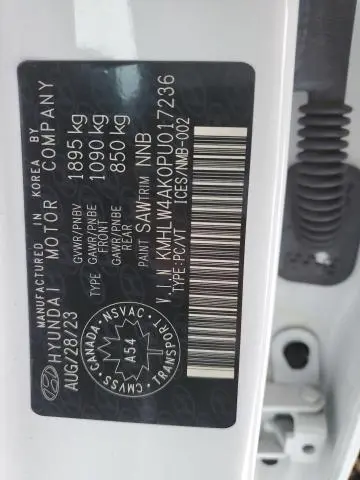 MANUFACTURED IN KOREA BY
HYUNDAI MOTOR COMPANY
AUG/28/23
GVWR/PNBV 1895 kg
GAWR/PNBE FRONT 1090 kg
GAWR/PNBE REAR 850 kg
PAINT SAW TRIM NNB
V.I.N KMHLW4AK0PU017236
TYPE:PC/VT ICES/NMB-002
CANADA NSVAC
A54
CMVSS TRANSPORT